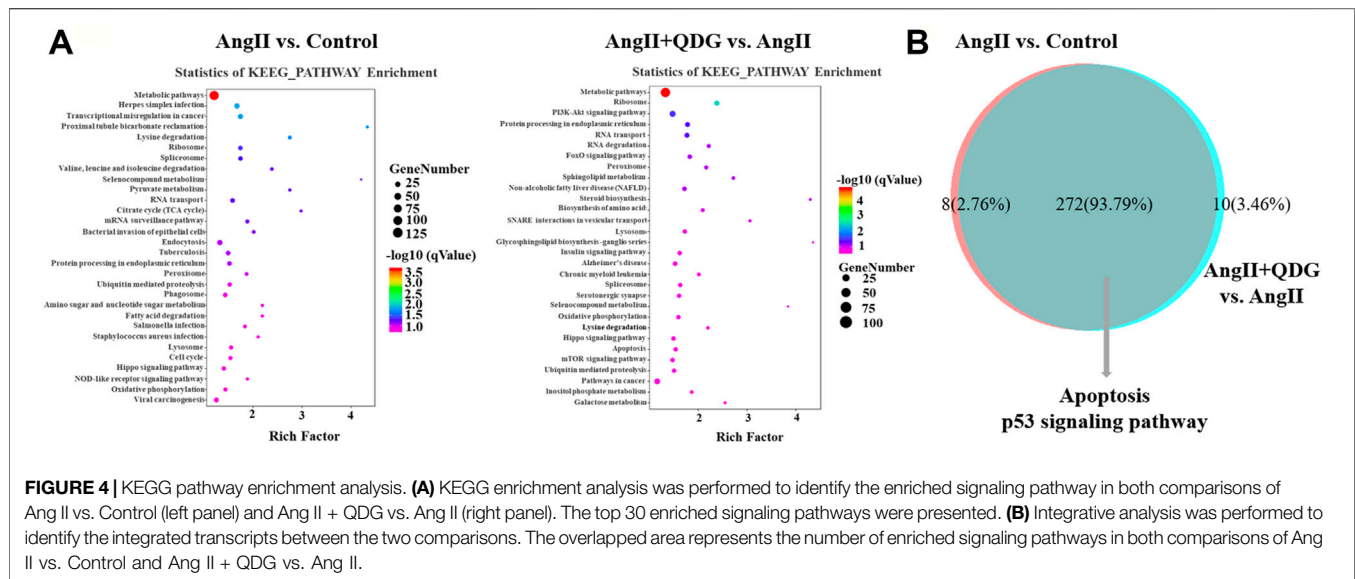 A
AngII vs. Control
Statistics of KEEG_PATHWAY Enrichment
Metabolic pathways
Herpes simplex infection
Transcriptional misregulation in cancer
Proximal tubule bicarbonate reclamation
Lysine degradation
Ribosome
Spliceosome
Valine, leucine and isoleucine degradation
Selenocompound metabolism
Pyruvate metabolism
RNA transport
Citrate cycle (TCA cycle)
mRNA surveillance pathway
Bacterial invasion of epithelial cells
Endocytosis
Tuberculosis
Protein processing in endoplasmic reticulum
Peroxisome
Ubiquitin mediated proteolysis
Phagosome
Amino sugar and nucleotide sugar metabolism
Fatty acid degradation
Salmonella infection
Staphylococcus aureus infection
Lysosome
Cell cycle
Hippo signaling pathway
NOD-like receptor signaling pathway
Oxidative phosphorylation
Viral carcinogenesis
2 3 4
Rich Factor
GeneNumber
25
50
75
100
125
-log10 (qValue)
3.5
3.0
2.5
2.0
1.5
1.0
AngII+QDG vs. AngII
Statistics of KEEG_PATHWAY Enrichment
Metabolic pathways
Ribosome
PI3K-Akt signaling pathway
Protein processing in endoplasmic reticulum
RNA transport
RNA degradation
FoxO signaling pathway
Peroxisome
Sphingolipid metabolism
Non-alcoholic fatty liver disease (NAFLD)
Steroid biosynthesis
Biosynthesis of amino acid
SNARE interactions in vesicular transport
Lysosome
Glycosphingolipid biosynthesis -ganglio series
Insulin signaling pathway
Alzheimer's disease
Chronic myeloid leukemia
Spliceosome
Serotonergic synapse
Selenocompound metabolism
Oxidative phosphorylation
Lysine degradation
Hippo signaling pathway
Apoptosis
mTOR signaling pathway
Ubiquitin mediated proteolysis
Pathways in cancer
Inositol phosphate metabolism
Galactose metabolism
2 3 4
Rich Factor
-log10 (qValue)
4
3
2
1
GeneNumber
25
50
75
100
B
AngII vs. Control
8(2.76%)
272(93.79%)
10(3.46%)
AngII+QDG
vs. AngII
Apoptosis
p53 signaling pathway
FIGURE 4 | KEGG pathway enrichment analysis. (A) KEGG enrichment analysis was performed to identify the enriched signaling pathway in both comparisons of
Ang II vs. Control (left panel) and Ang II + QDG vs. Ang II (right panel). The top 30 enriched signaling pathways were presented. (B) Integrative analysis was performed to
identify the integrated transcripts between the two comparisons. The overlapped area represents the number of enriched signaling pathways in both comparisons of Ang
II vs. Control and Ang II + QDG vs. Ang II.